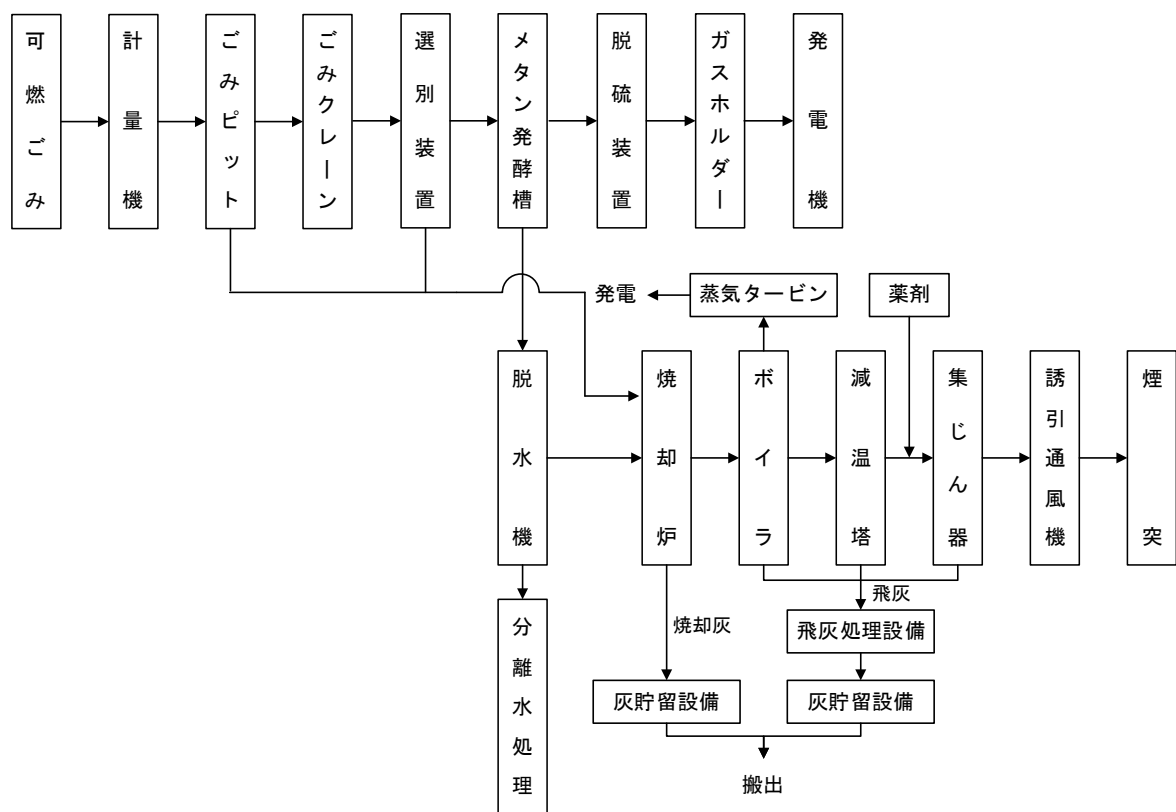 可燃ごみ
計量機
ごみピット
ごみクレーン
選別装置
メタン発酵槽
脱硫装置
ガスホルダー
発電機
発電
蒸気タービン
薬剤
脱水機
焼却炉
ボイラ
減温塔
集じん器
誘引通風機
煙突
飛灰
焼却灰
飛灰処理設備
分離水処理
灰貯留設備
灰貯留設備
搬出